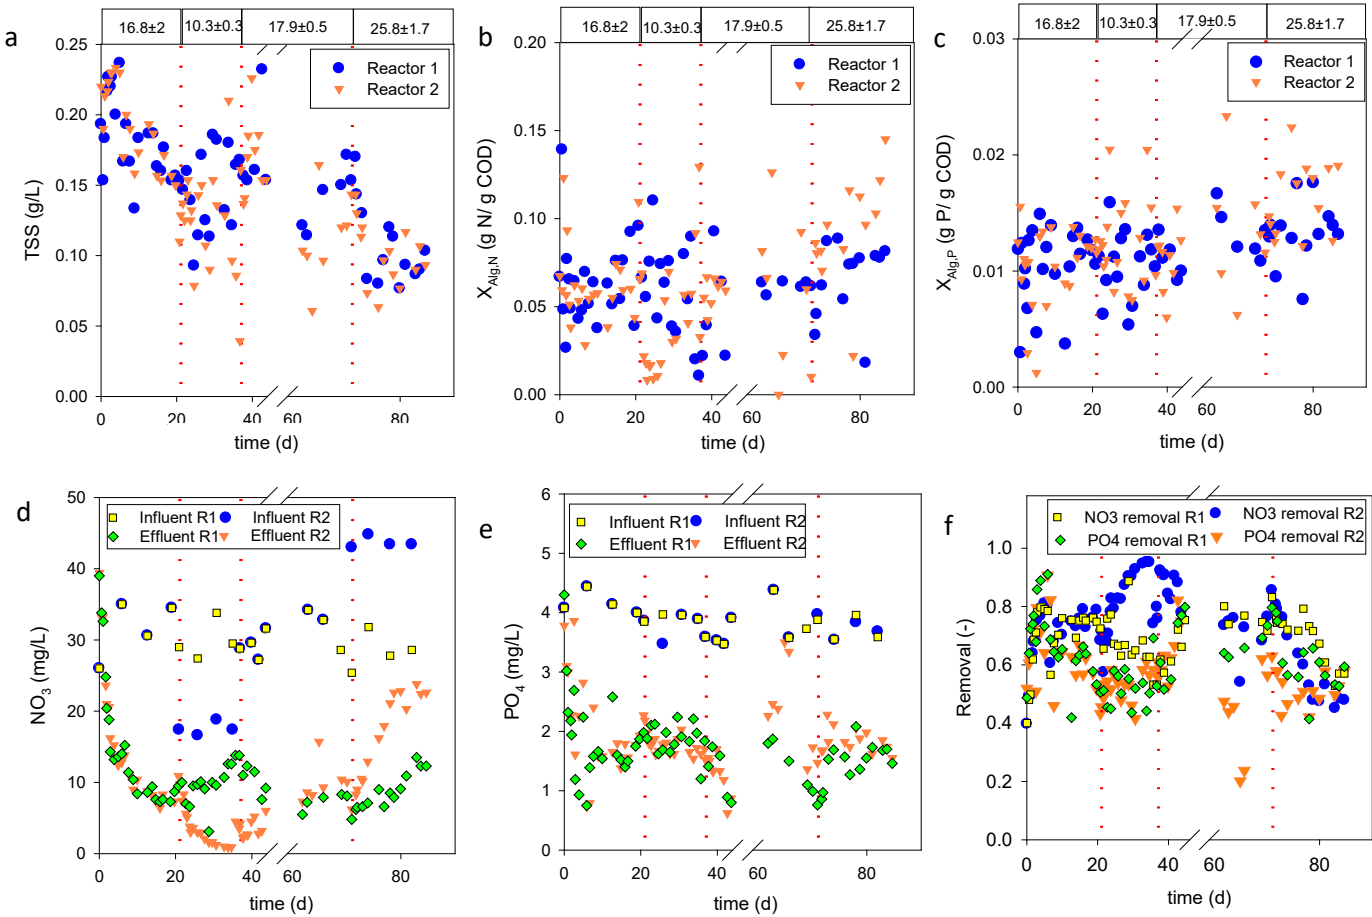 a
16.8±2
10.3±0.3
17.9±0.5
25.8±1.7
0.25
0.20
0.15
0.10
0.05
0.00
TSS (g/L)
Reactor 1
Reactor 2
0
20
40
60
80
time (d)
b
16.8±2
10.3±0.3
17.9±0.5
25.8±1.7
0.20
0.15
0.10
0.05
0.00
X Alg,N (g N/ g COD)
Reactor 1
Reactor 2
0
20
40
60
80
time (d)
c
16.8±2
10.3±0.3
17.9±0.5
25.8±1.7
0.03
0.02
0.01
0.00
X Alg,P (g P/ g COD)
Reactor 1
Reactor 2
0
20
40
60
80
time (d)
d
50
40
30
20
10
0
NO3 (mg/L)
Influent R1 Influent R2
Effluent R1 Effluent R2
0
20
40
60
80
time (d)
e
6
5
4
3
2
1
0
PO4 (mg/L)
Influent R1 Influent R2
Effluent R1 Effluent R2
0
20
40
60
80
time (d)
f
1.0
0.8
0.6
0.4
0.2
0.0
Removal (-)
NO3 removal R1 NO3 removal R2
PO4 removal R1 PO4 removal R2
0
20
40
60
80
time (d)